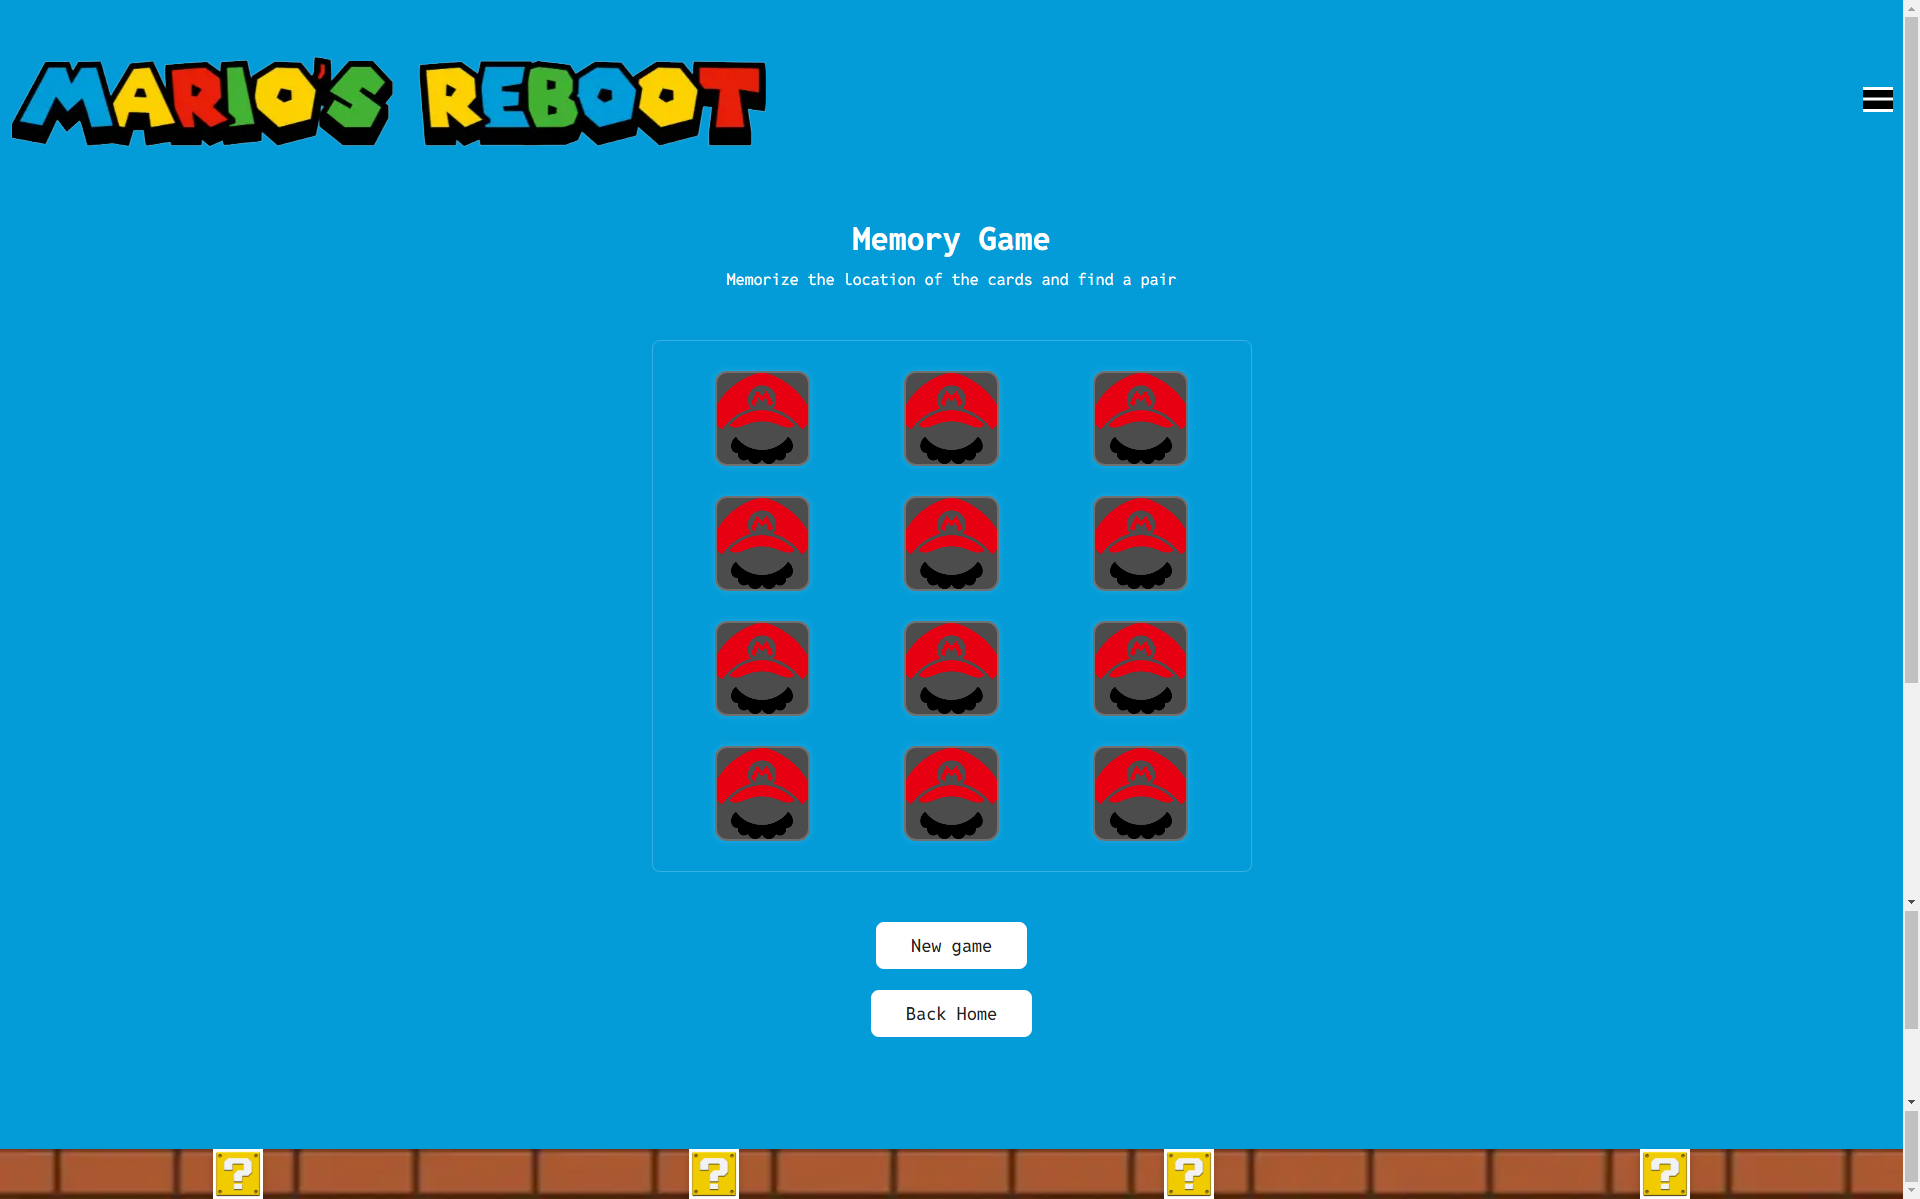 MARIO'S REBOOT
Memory Game
Memorize the location of the cards and find a pair
M M M
M M M
M M M
M M M
New game
Back Home
? ? ? ?